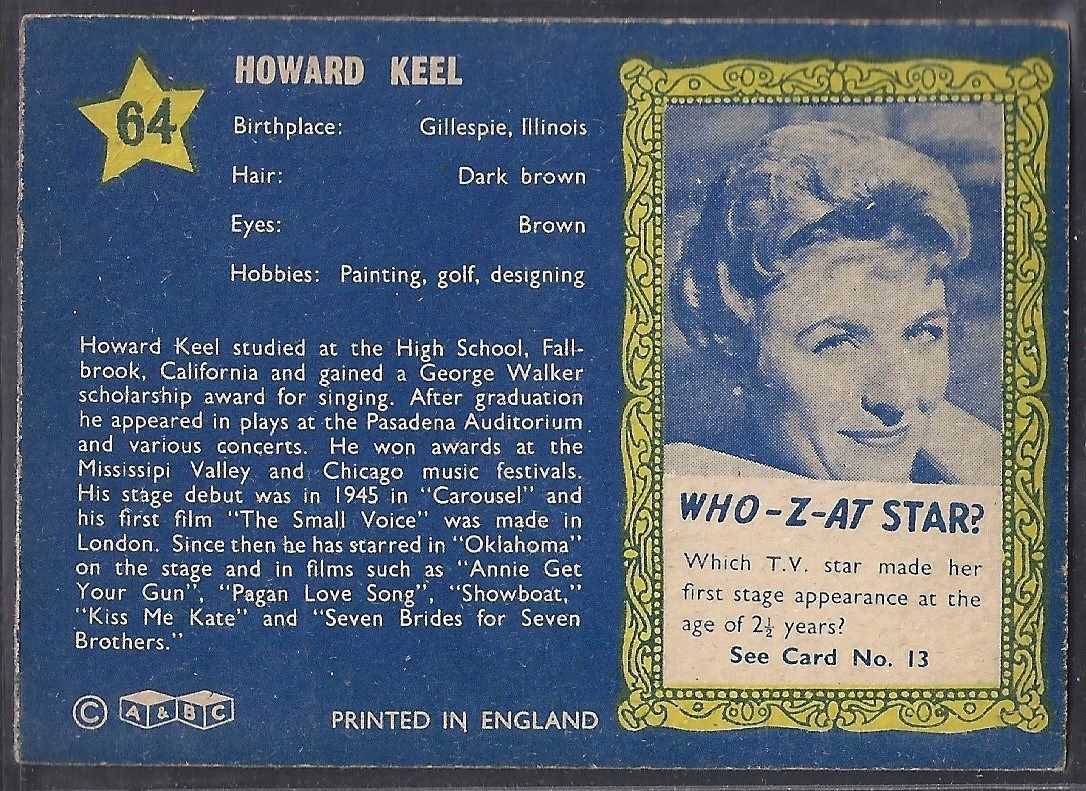 64
HOWARD KEEL
Birthplace: Gillespie, Illinois
Hair: Dark brown
Eyes: Brown
Hobbies: Painting, golf, designing
Howard Keel studied at the High School, Fall-
brook, California and gained a George Walker
scholarship award for singing. After graduation
he appeared in plays at the Pasadena Auditorium
and various concerts. He won awards at the
Mississipi Valley and Chicago music festivals.
His stage debut was in 1945 in "Carousel" and
his first film "The Small Voice" was made in
London. Since then he has starred in "Oklahoma"
on the stage and in films such as "Annie Get
Your Gun", "Pagan Love Song", "Showboat,"
"Kiss Me Kate" and "Seven Brides for Seven
Brothers."
© A & B C
PRINTED IN ENGLAND
WHO-Z-AT STAR?
Which T.V. star made her
first stage appearance at the
age of 2½ years?
See Card No. 13